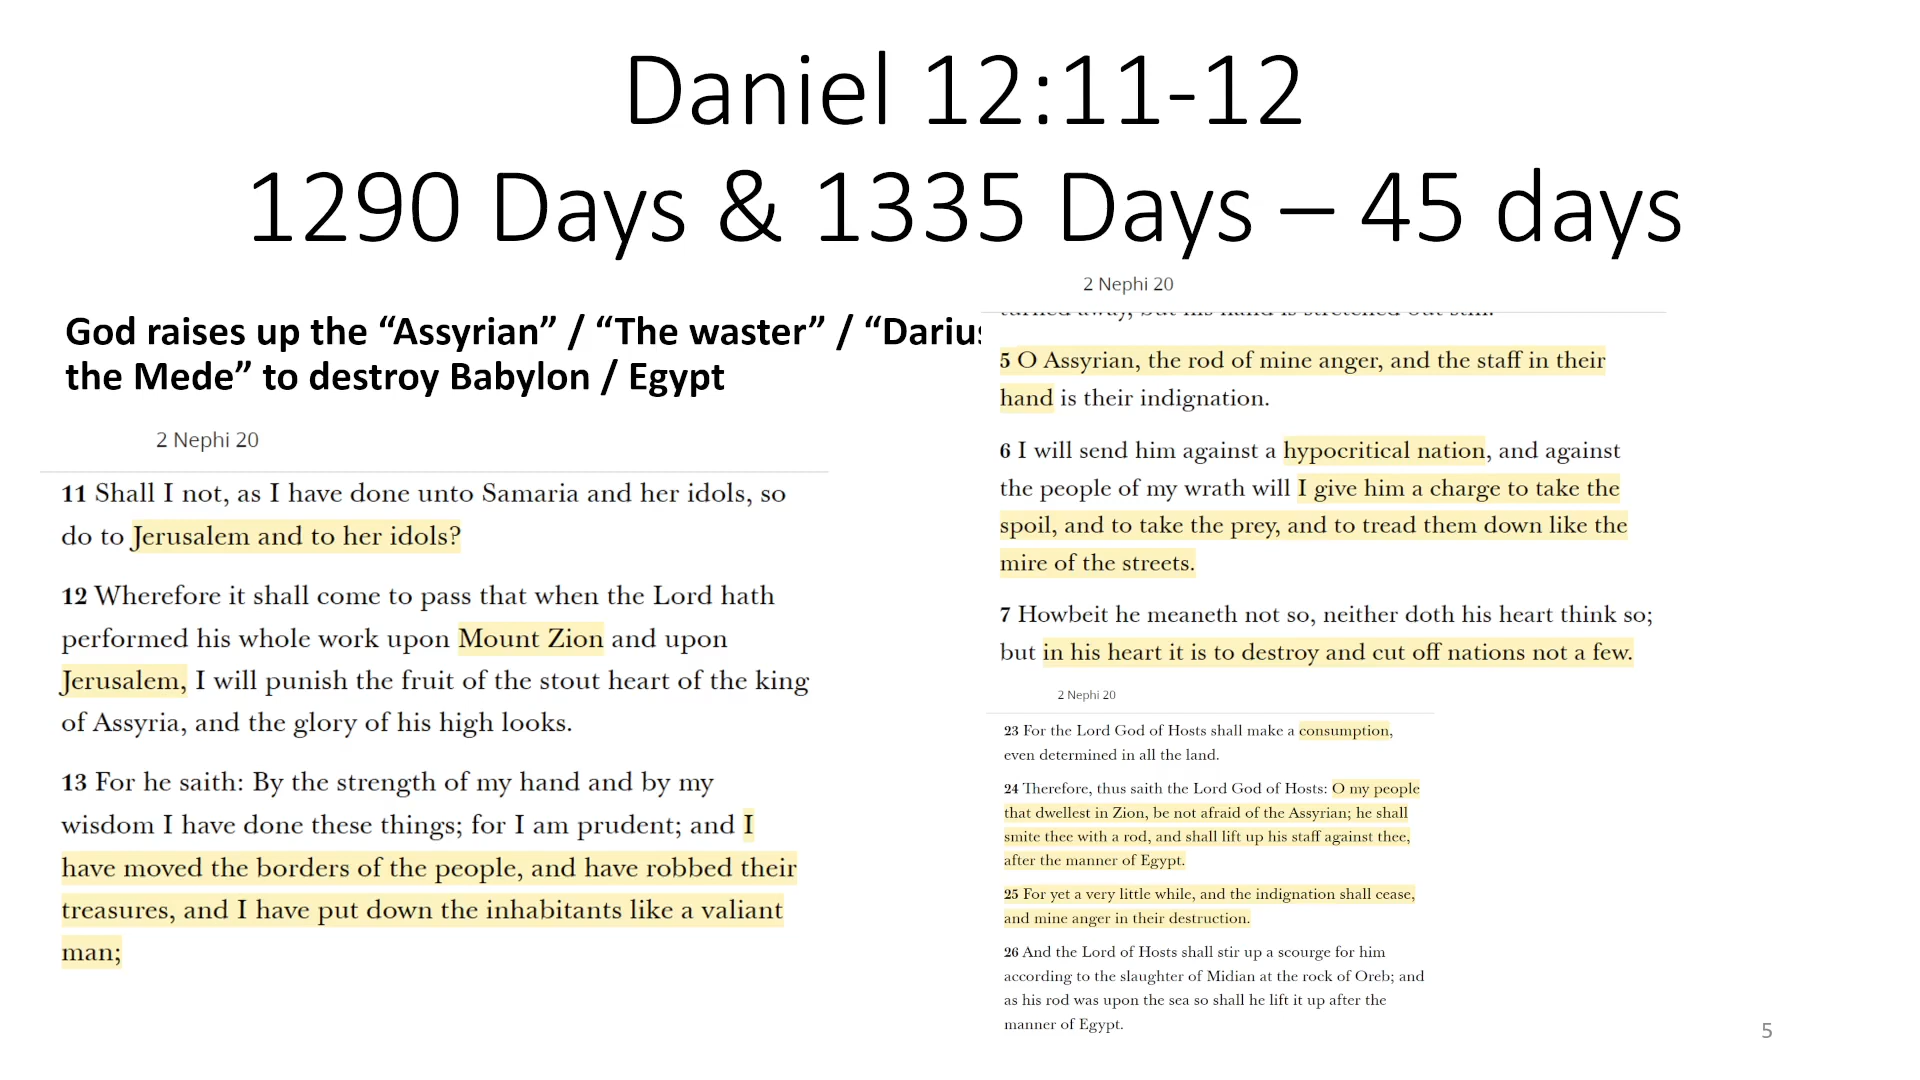 Daniel 12:11-12
1290 Days & 1335 Days – 45 days
God raises up the “Assyrian” / “The waster” / “Darius
the Mede” to destroy Babylon / Egypt
2 Nephi 20
11 Shall I not, as I have done unto Samaria and her idols, so
do to Jerusalem and to her idols?
12 Wherefore it shall come to pass that when the Lord hath
performed his whole work upon Mount Zion and upon
Jerusalem, I will punish the fruit of the stout heart of the king
of Assyria, and the glory of his high looks.
13 For he saith: By the strength of my hand and by my
wisdom I have done these things; for I am prudent; and I
have moved the borders of the people, and have robbed their
treasures, and I have put down the inhabitants like a valiant
man;
2 Nephi 20
turned away, but his hand is stretched out still.
5 O Assyrian, the rod of mine anger, and the staff in their
hand is their indignation.
6 I will send him against a hypocritical nation, and against
the people of my wrath will I give him a charge to take the
spoil, and to take the prey, and to tread them down like the
mire of the streets.
7 Howbeit he meaneth not so, neither doth his heart think so;
but in his heart it is to destroy and cut off nations not a few.
2 Nephi 20
23 For the Lord God of Hosts shall make a consumption,
even determined in all the land.
24 Therefore, thus saith the Lord God of Hosts: O my people
that dwellest in Zion, be not afraid of the Assyrian; he shall
smite thee with a rod, and shall lift up his staff against thee,
after the manner of Egypt.
25 For yet a very little while, and the indignation shall cease,
and mine anger in their destruction.
26 And the Lord of Hosts shall stir up a scourge for him
according to the slaughter of Midian at the rock of Oreb; and
as his rod was upon the sea so shall he lift it up after the
manner of Egypt.
5